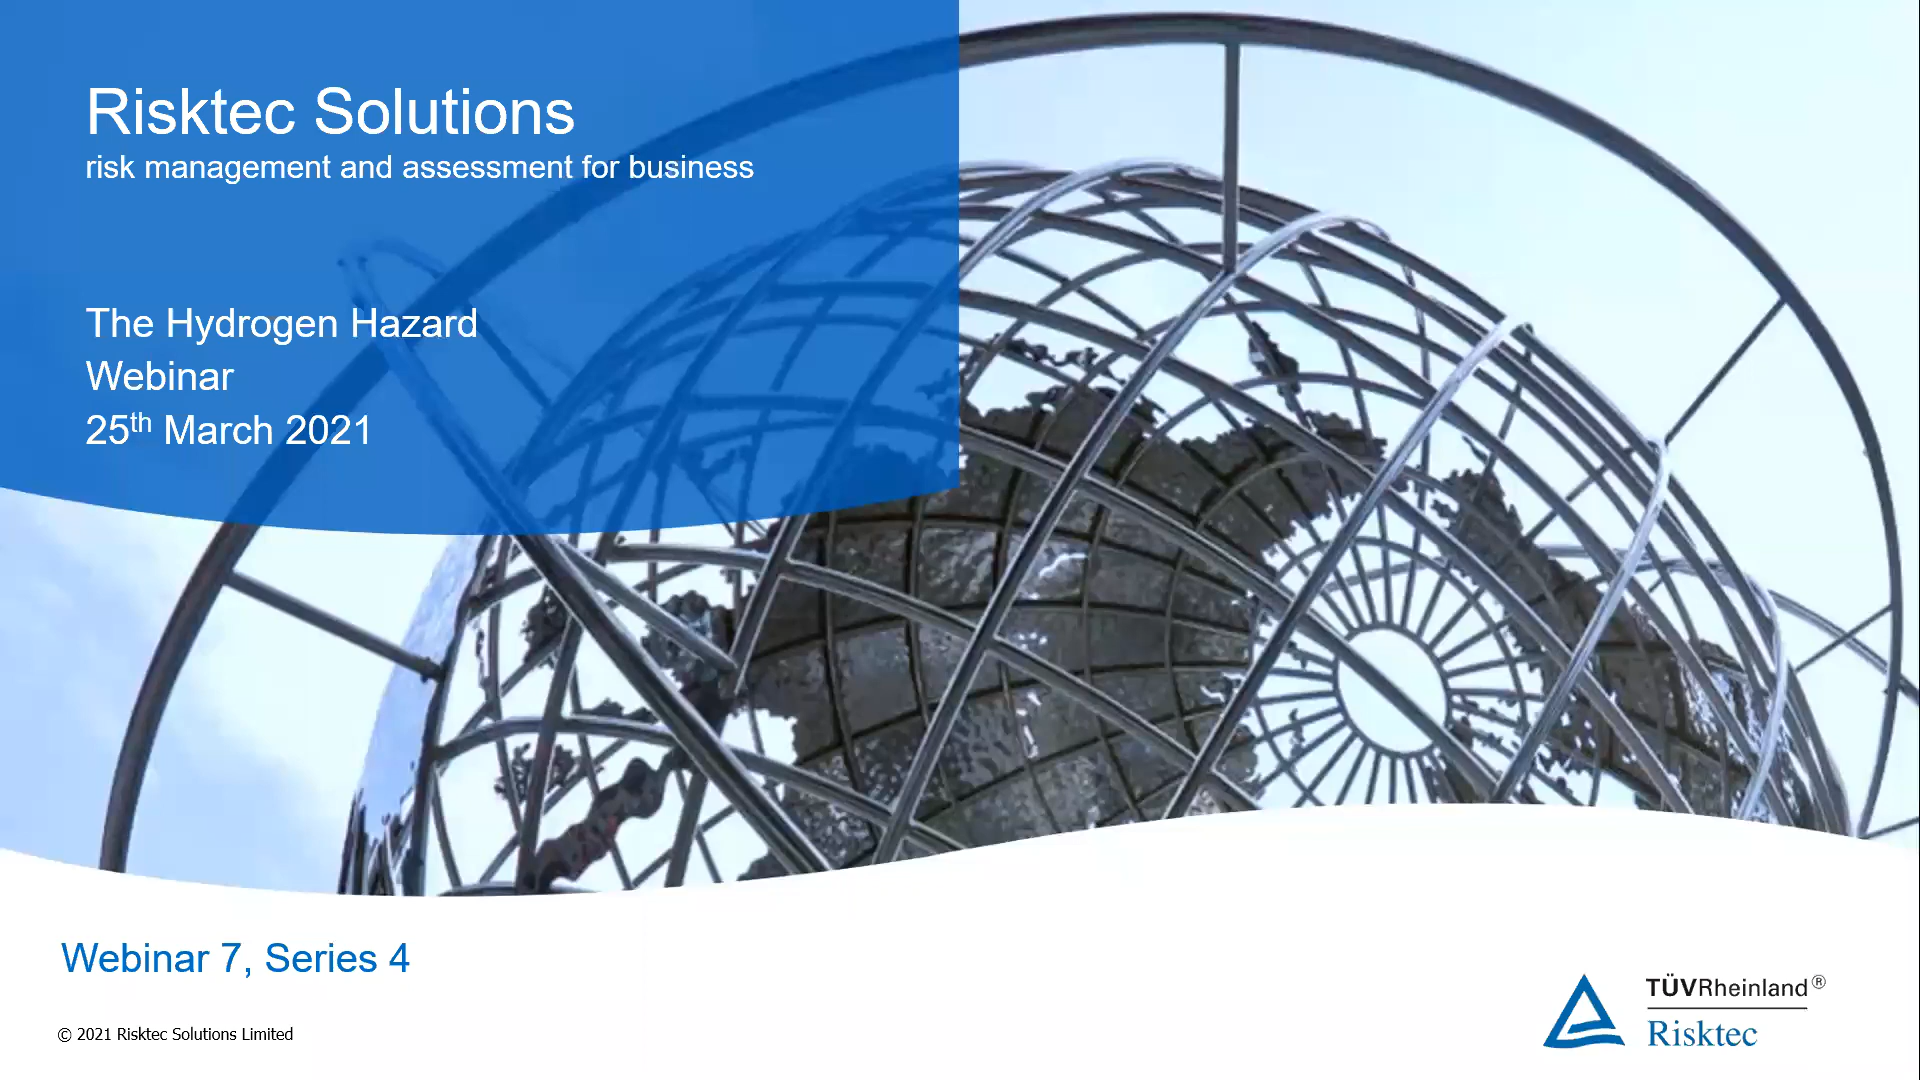 Risktec Solutions
risk management and assessment for business
The Hydrogen Hazard
Webinar
25th March 2021
Webinar 7, Series 4
© 2021 Risktec Solutions Limited
TÜVRheinland®
Risktec